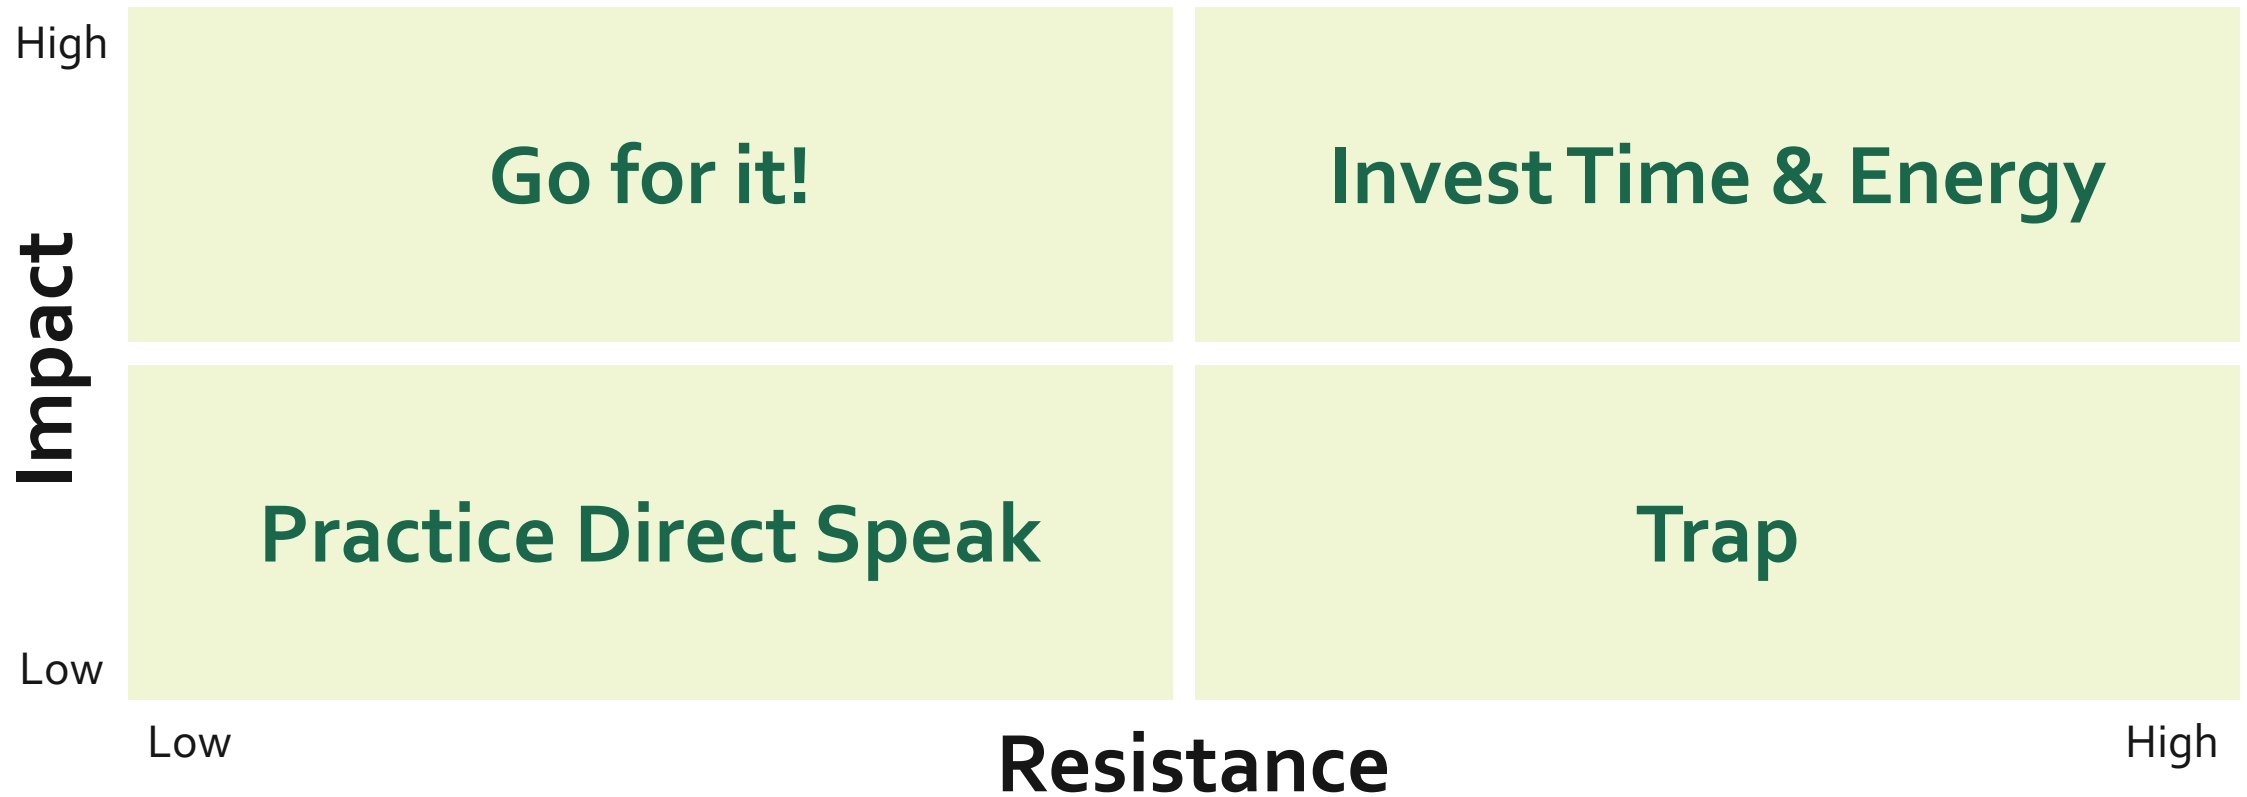 High
Go for it!
Invest Time & Energy
Impact
Practice Direct Speak
Trap
Low
Low
Resistance
High